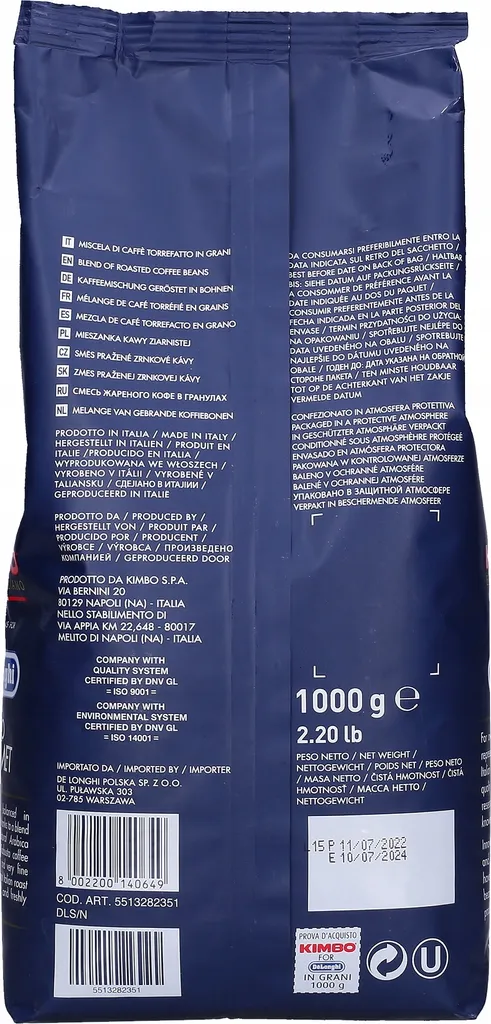 IT MISCELA DI CAFFÈ TORREFATTO IN GRANI
EN BLEND OF ROASTED COFFEE BEANS
DE KAFFEEMISCHUNG GERÖSTET IN BOHNEN
FR MÉLANGE DE CAFÉ TORRÉFIÉ EN GRAINS
ES MEZCLA DE CAFÉ TORREFACTO EN GRANO
PL MIESZANKA KAWY ZIARNISTEJ
CZ SMES PRAŽENÉ ZRNKOVÉ KÁVY
SK ZMES PRAŽENEJ ZRNKOVEJ KÁVY
RU СМЕСЬ ЖАРЕНОГО КОФЕ В ГРАНУЛАХ
NL MELANGE VAN GEBRANDE KOFFIEBONEN
PRODOTTO IN ITALIA / MADE IN ITALY /
HERGESTELLT IN ITALIEN / PRODUIT EN
ITALIE /PRODUCIDO EN ITALIA /
WYPRODUKOWANA WE WŁOSZECH /
VYROBENO V ITÁLII / VYROBENÉ V
TALIANSKU / СДЕЛАНО В ИТАЛИИ /
GEPRODUCEERD IN ITALIE
PRODOTTO DA / PRODUCED BY /
HERGESTELLT VON / PRODUIT PAR /
PRODUCIDO POR / PRODUCENT /
VÝROBCE / VÝROBCA / ПРОИЗВЕДЕНО
КОМПАНИЕЙ / GEPRODUCEERD DOOR
PRODOTTO DA KIMBO S.P.A.
VIA BERNINI 20
80129 NAPOLI (NA) - ITALIA
NELLO STABILIMENTO DI
VIA APPIA KM 22,648 - 80017
MELITO DI NAPOLI (NA) - ITALIA
COMPANY WITH
QUALITY SYSTEM
CERTIFIED BY DNV GL
= ISO 9001 =
COMPANY WITH
ENVIRONMENTAL SYSTEM
CERTIFIED BY DNV GL
= ISO 14001 =
IMPORTATO DA / IMPORTED BY / IMPORTER
DE LONGHI POLSKA SP. Z O.O.
UL. PUŁAWSKA 303
02-785 WARSZAWA
8 002200 140649
COD. ART. 5513282351
DLS/N
5513282351
DA CONSUMARSI PREFERIBILMENTE ENTRO LA
DATA INDICATA SUL RETRO DEL SACCHETTO /
BEST BEFORE DATE ON BACK OF BAG / HALTBAR
BIS: SIEHE DATUM AUF PACKUNGSRÜCKSEITE /
A CONSOMMER DE PRÉFÉRENCE AVANT LA
DATE INDIQUÉE AU DOS DU PAQUET /
CONSUMIR PREFERENTEMENTE ANTES DE LA
FECHA INDICADA EN LA PARTE POSTERIOR DEL
ENVASE / TERMIN PRZYDATNOŚCI DO UŻYCIA:
NA OPAKOWANIU / SPOTŘEBUJTE NEJLÉPE DO
DATA UVEDENÉHO NA OBALU / SPOTREBUJTE
NAJLEPŠIE DO DÁTUMU UVEDENÉHO NA
OBALE / ГОДЕН ДО: ДАТА УКАЗАНА НА ОБРАТНОЙ
СТОРОНЕ ПАКЕТА / TEN MINSTE HOUDBAAR
TOT OP DE ACHTERKANT VAN HET ZAKJE
VERMELDE DATUM
CONFEZIONATO IN ATMOSFERA PROTETTIVA
PACKAGED IN A PROTECTIVE ATMOSPHERE
IN GESCHÜTZTER ATMOSPHÄRE VERPACKT
CONDITIONNÉ SOUS ATMOSPHÈRE PROTÉGÉE
ENVASADO EN ATMÓSFERA PROTECTORA
PAKOWANA W KONTROLOWANEJ ATMOSFERZE
BALENO V OCHRANNÉ ATMOSFÉŘE
BALENÉ V OCHRANNEJ ATMOSFÉRE
УПАКОВАНО В ЗАЩИТНОЙ АТМОСФЕРЕ
VERPAKT IN BESCHERMENDE ATMOSFEER
1000 g ℮
2.20 lb
PESO NETTO / NET WEIGHT /
NETTOGEWICHT / POIDS NET / PESO NETO
/ MASA NETTO / ČISTÁ HMOTNOST / ČISTÁ
HMOTNOSŤ / МАССА НЕТТО /
NETTOGEWICHT
L15 P 11/07/2022
E 10/07/2024
PROVA D'ACQUISTO
KIMBO
FOR
DeLonghi
IN GRANI
1000 g
U